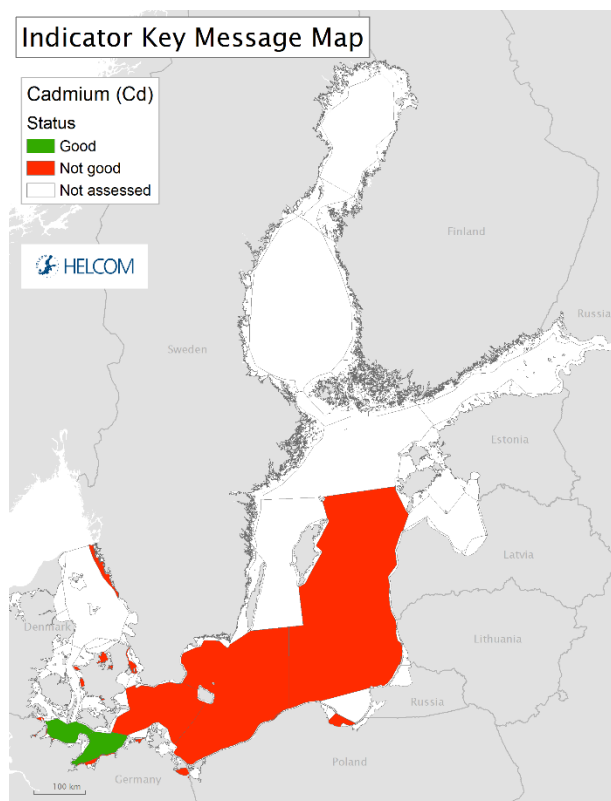 Indicator Key Message Map
Cadmium (Cd)
Status
Good
Not good
Not assessed
HELCOM
Finland
Russia
Sweden
Estonia
Latvia
Denmark
Lithuania
Russia
Poland
Germany
100 km